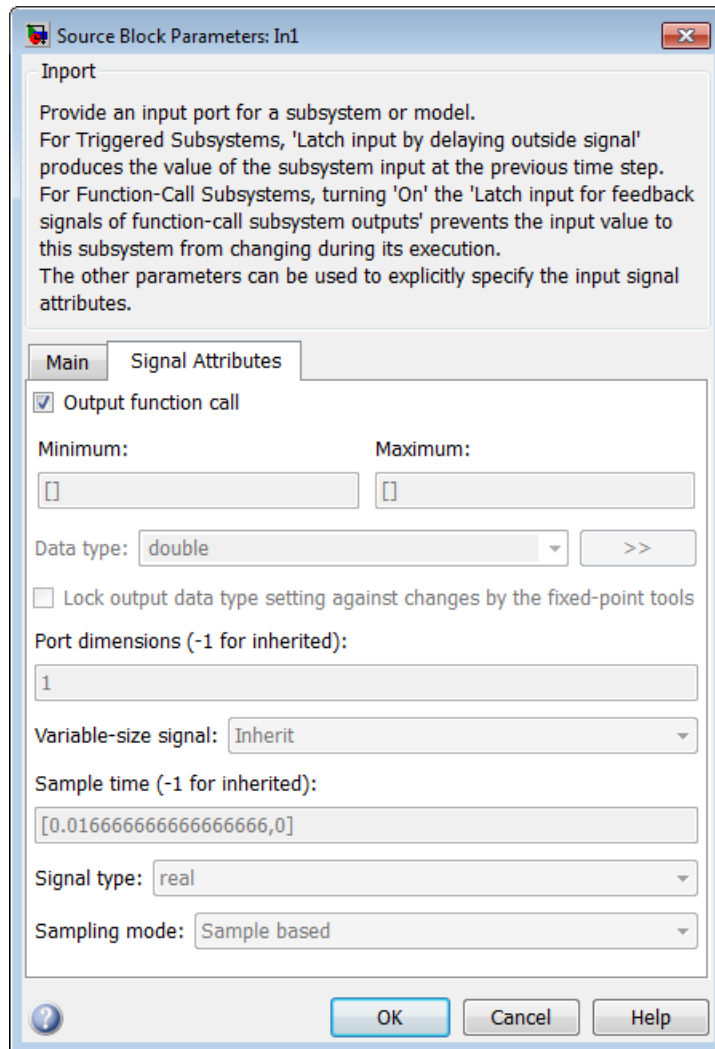 Source Block Parameters: In1
Inport
Provide an input port for a subsystem or model.
For Triggered Subsystems, 'Latch input by delaying outside signal'
produces the value of the subsystem input at the previous time step.
For Function-Call Subsystems, turning 'On' the 'Latch input for feedback
signals of function-call subsystem outputs' prevents the input value to
this subsystem from changing during its execution.
The other parameters can be used to explicitly specify the input signal
attributes.
Main Signal Attributes
Output function call
Minimum: Maximum:
[] []
Data type: double >>
Lock output data type setting against changes by the fixed-point tools
Port dimensions (-1 for inherited):
1
Variable-size signal: Inherit
Sample time (-1 for inherited):
[0.016666666666666666,0]
Signal type: real
Sampling mode: Sample based
? OK Cancel Help